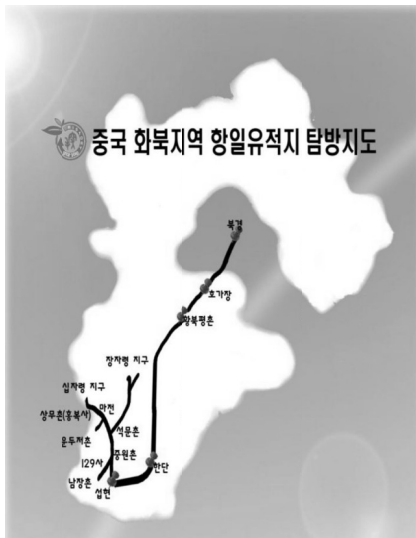 중국 화북지역 항일유적지 탐방지도
북경
호가장
황북평촌
장자령 지구
십자령 지구
마전
상무촌(홍복사)
석문촌
운두저촌
중원촌
129사
한단
남장촌
섭현